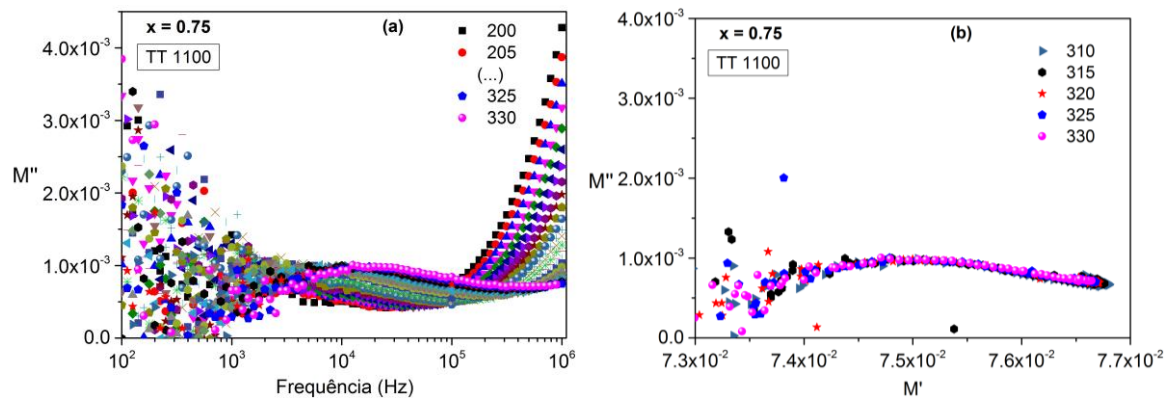 x = 0.75
(a)
TT 1100
200
205
(...)
325
330
M"
4.0x10⁻³
3.0x10⁻³
2.0x10⁻³
1.0x10⁻³
0.0
10² 10³ 10⁴ 10⁵ 10⁶
Frequência (Hz)
x = 0.75
(b)
TT 1100
310
315
320
325
330
M"
4.0x10⁻³
3.0x10⁻³
2.0x10⁻³
1.0x10⁻³
0.0
7.3x10⁻² 7.4x10⁻² 7.5x10⁻² 7.6x10⁻² 7.7x10⁻²
M'